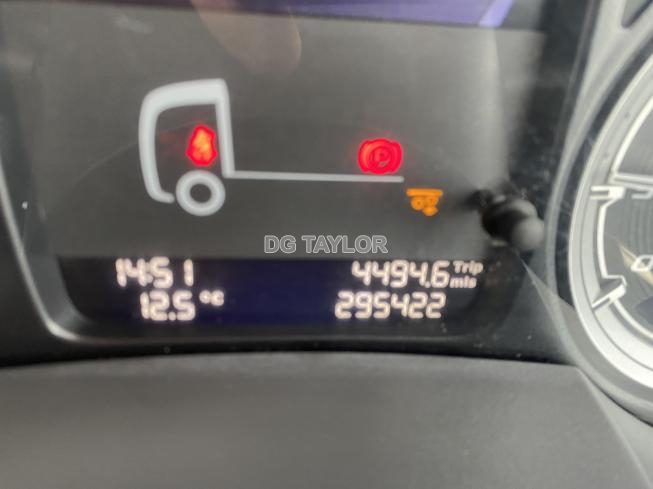 P
DG TAYLOR
14:51 4494.6 Trip mls
12.5 °C 295422